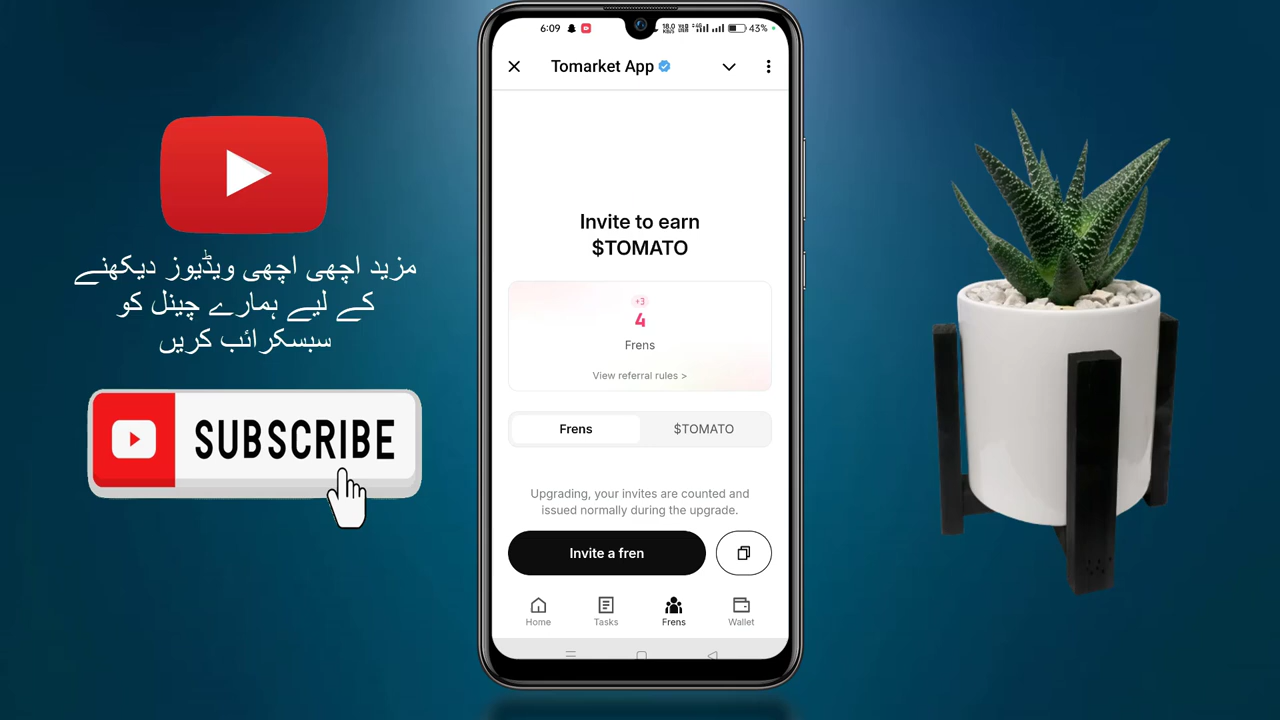 مزید اچھی اچھی ویڈیوز دیکھنے
کے لیے ہمارے چینل کو
سبسکرائب کریں
SUBSCRIBE
6:09
43%
Tomarket App
Invite to earn
$TOMATO
+3
4
Frens
View referral rules >
Frens
$TOMATO
Upgrading, your invites are counted and
issued normally during the upgrade.
Invite a fren
Home
Tasks
Frens
Wallet